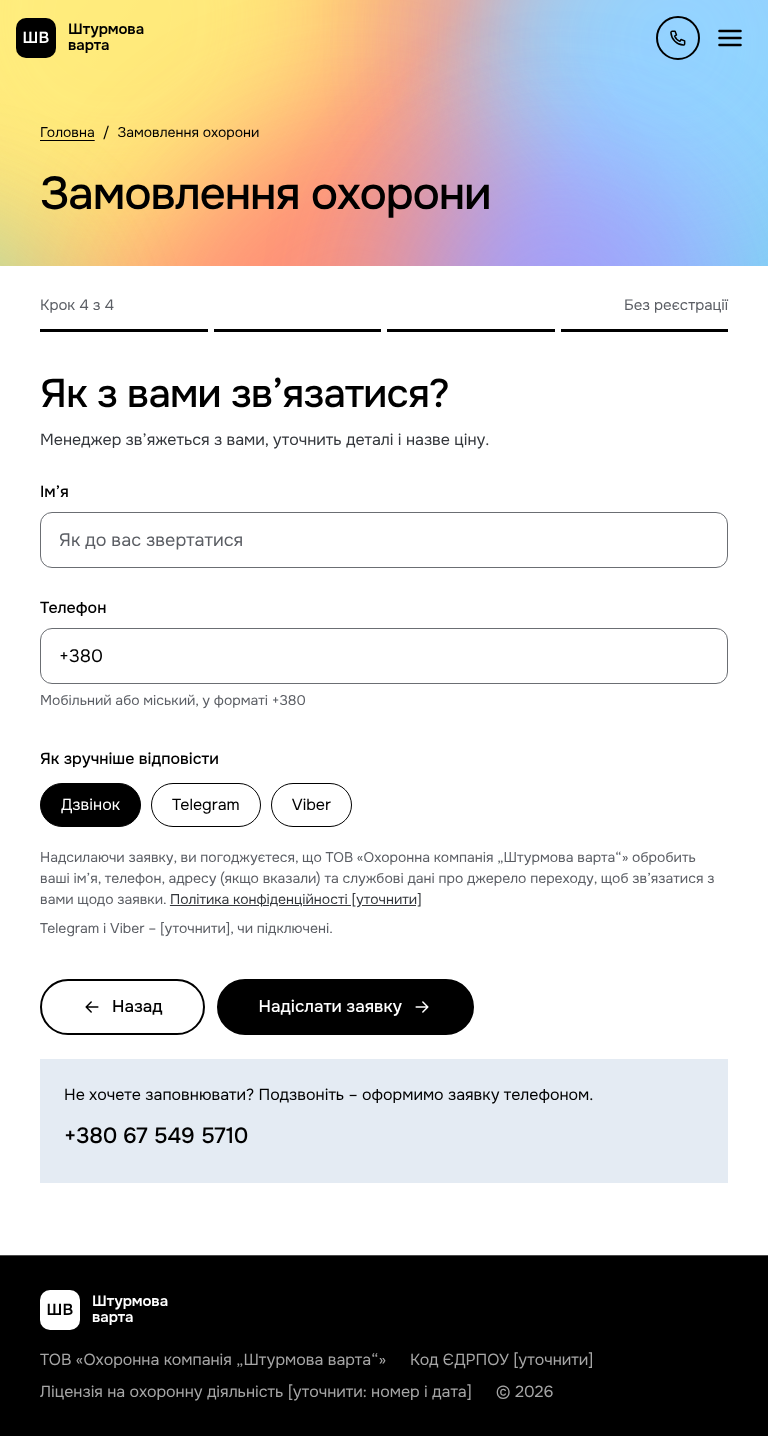 ШВ
Штурмова
варта
Головна / Замовлення охорони
Замовлення охорони
Крок 4 з 4
Без реєстрації
Як з вами зв’язатися?
Менеджер зв’яжеться з вами, уточнить деталі і назве ціну.
Ім’я
Як до вас звертатися
Телефон
+380
Мобільний або міський, у форматі +380
Як зручніше відповісти
Дзвінок
Telegram
Viber
Надсилаючи заявку, ви погоджуєтеся, що ТОВ «Охоронна компанія „Штурмова варта“» обробить
ваші ім’я, телефон, адресу (якщо вказали) та службові дані про джерело переходу, щоб зв’язатися з
вами щодо заявки. Політика конфіденційності [уточнити]
Telegram і Viber – [уточнити], чи підключені.
Назад
Надіслати заявку
Не хочете заповнювати? Подзвоніть – оформимо заявку телефоном.
+380 67 549 5710
ШВ
Штурмова
варта
ТОВ «Охоронна компанія „Штурмова варта“»
Код ЄДРПОУ [уточнити]
Ліцензія на охоронну діяльність [уточнити: номер і дата]
© 2026